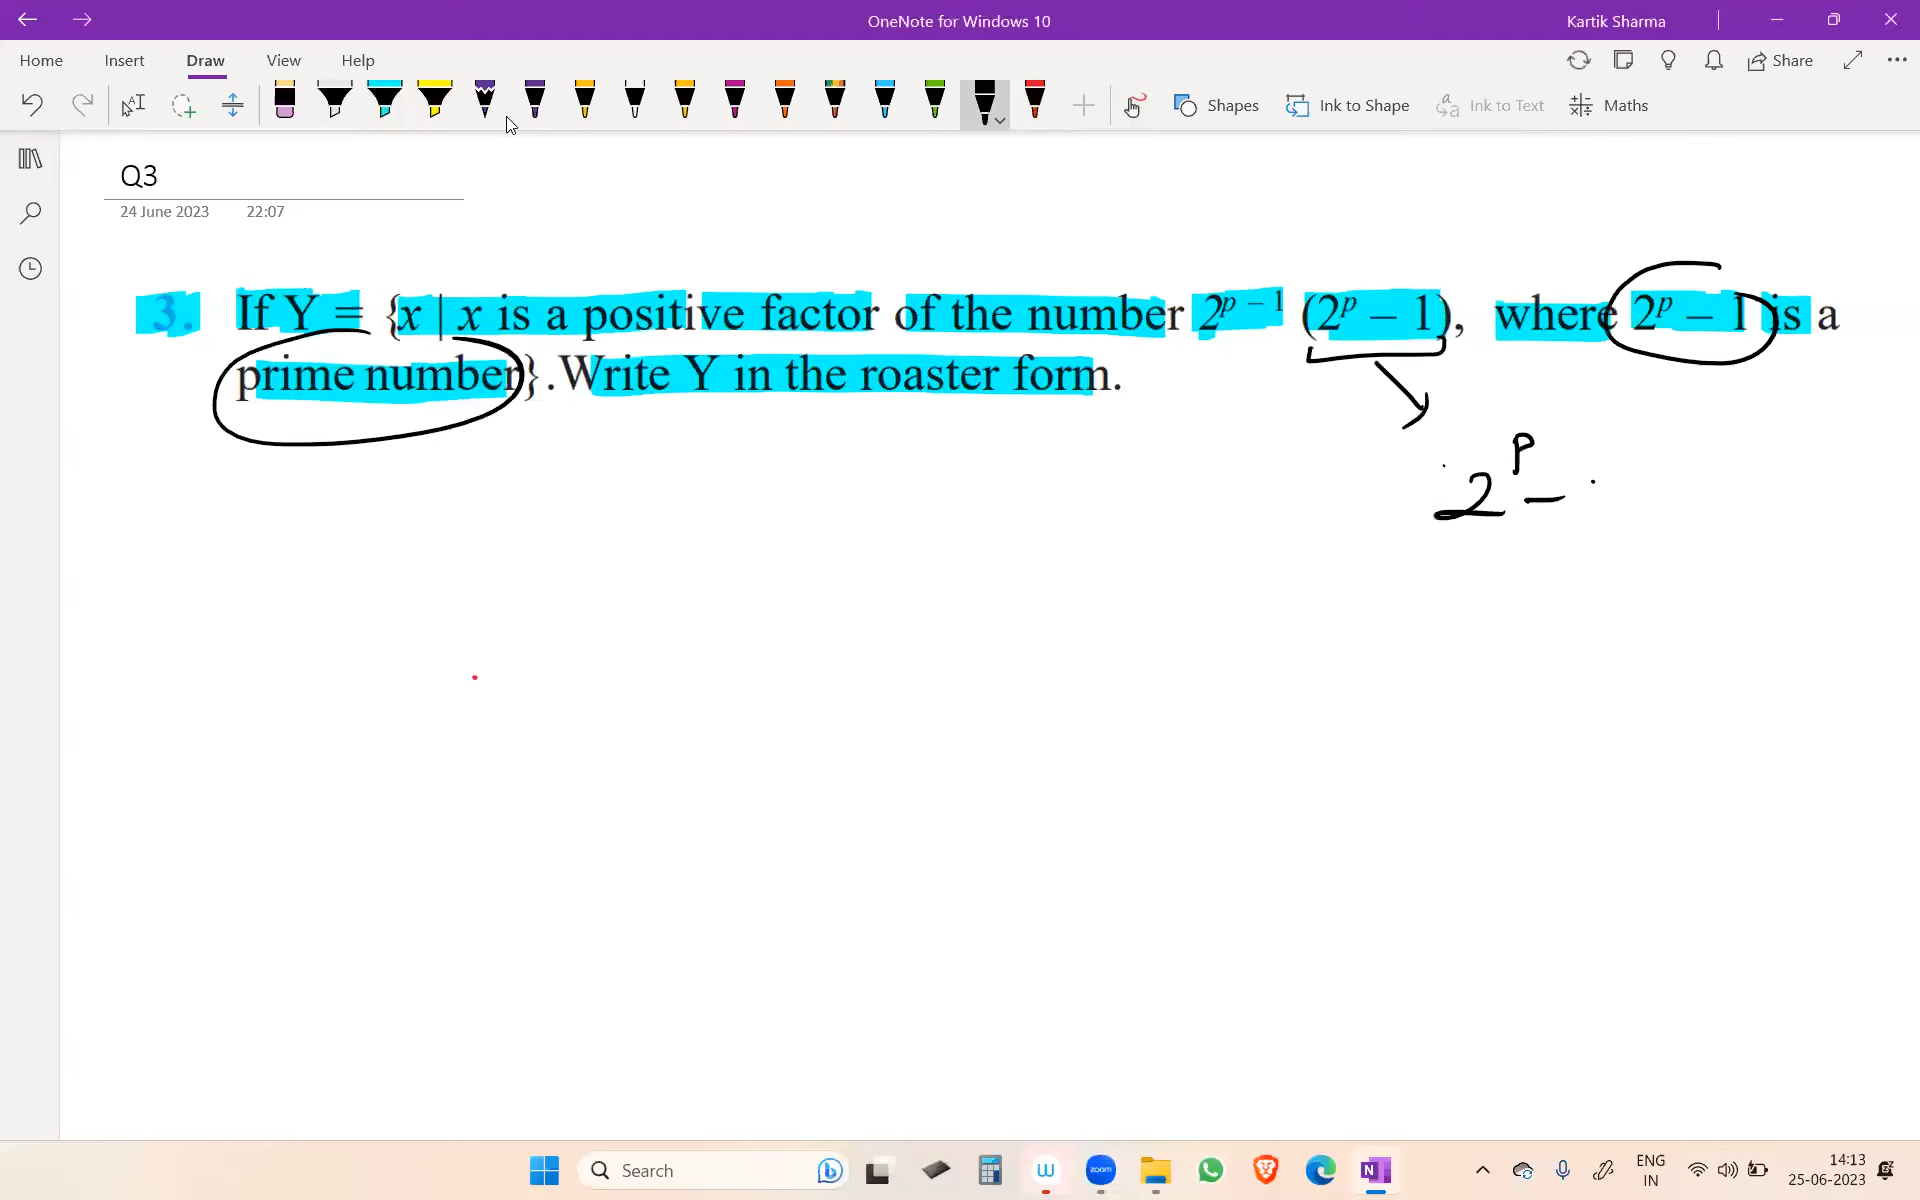 OneNote for Windows 10
Kartik Sharma
Home Insert Draw View Help
Share
Shapes Ink to Shape Ink to Text Maths
Q3
24 June 2023 22:07
3. If Y = {x | x is a positive factor of the number 2^{p – 1} (2^p – 1), where 2^p – 1 is a
prime number}.Write Y in the roaster form.
2^p –
Search
zoom
ENG
IN
14:13
25-06-2023